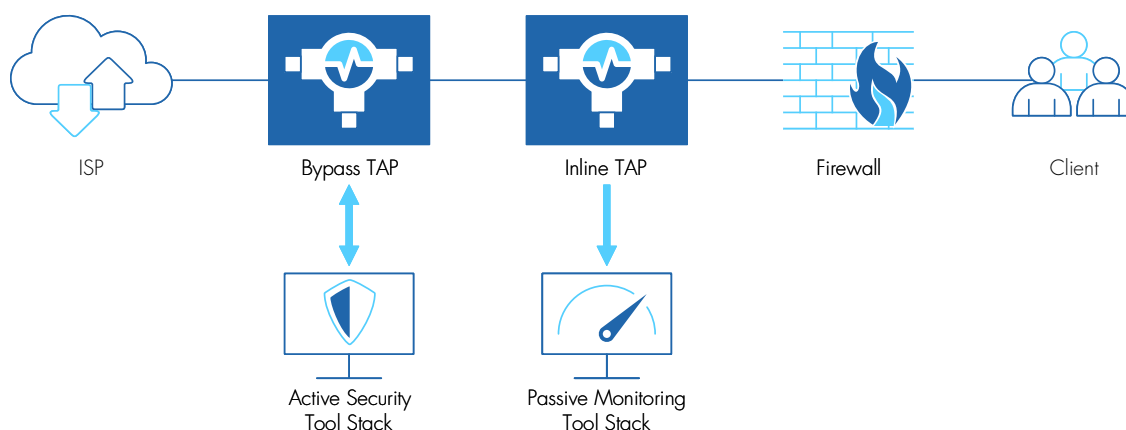 ISP
Bypass TAP
Inline TAP
Firewall
Client
Active Security
Tool Stack
Passive Monitoring
Tool Stack